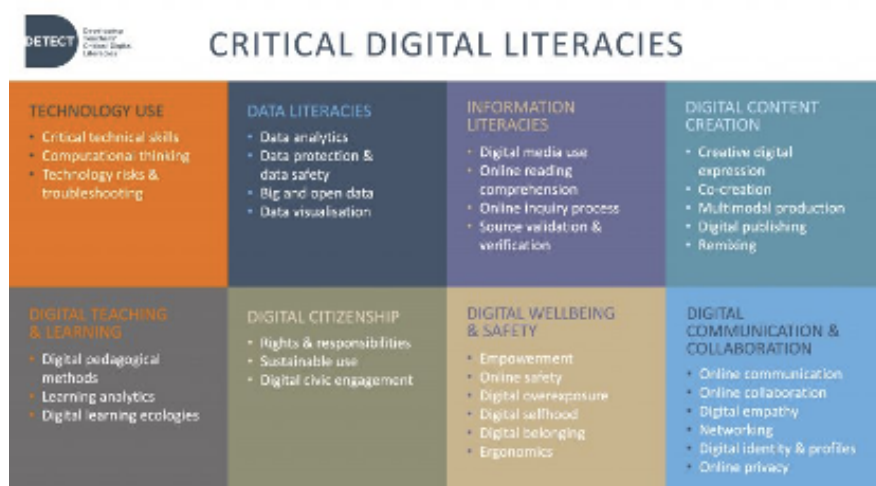 DETECT
Developing
Teachers'
Critical Digital
Literacies
CRITICAL DIGITAL LITERACIES
TECHNOLOGY USE
• Critical technical skills
• Computational thinking
• Technology risks &
troubleshooting
DATA LITERACIES
• Data analytics
• Data protection &
data safety
• Big and open data
• Data visualisation
INFORMATION
LITERACIES
• Digital media use
• Online reading
comprehension
• Online inquiry process
• Source validation &
verification
DIGITAL CONTENT
CREATION
• Creative digital
expression
• Co-creation
• Multimodal production
• Digital publishing
• Remixing
DIGITAL TEACHING
& LEARNING
• Digital pedagogical
methods
• Learning analytics
• Digital learning ecologies
DIGITAL CITIZENSHIP
• Rights & responsibilities
• Sustainable use
• Digital civic engagement
DIGITAL WELLBEING
& SAFETY
• Empowerment
• Online safety
• Digital overexposure
• Digital selfhood
• Digital belonging
• Ergonomics
DIGITAL
COMMUNICATION &
COLLABORATION
• Online communication
• Online collaboration
• Digital empathy
• Networking
• Digital identity & profiles
• Online privacy